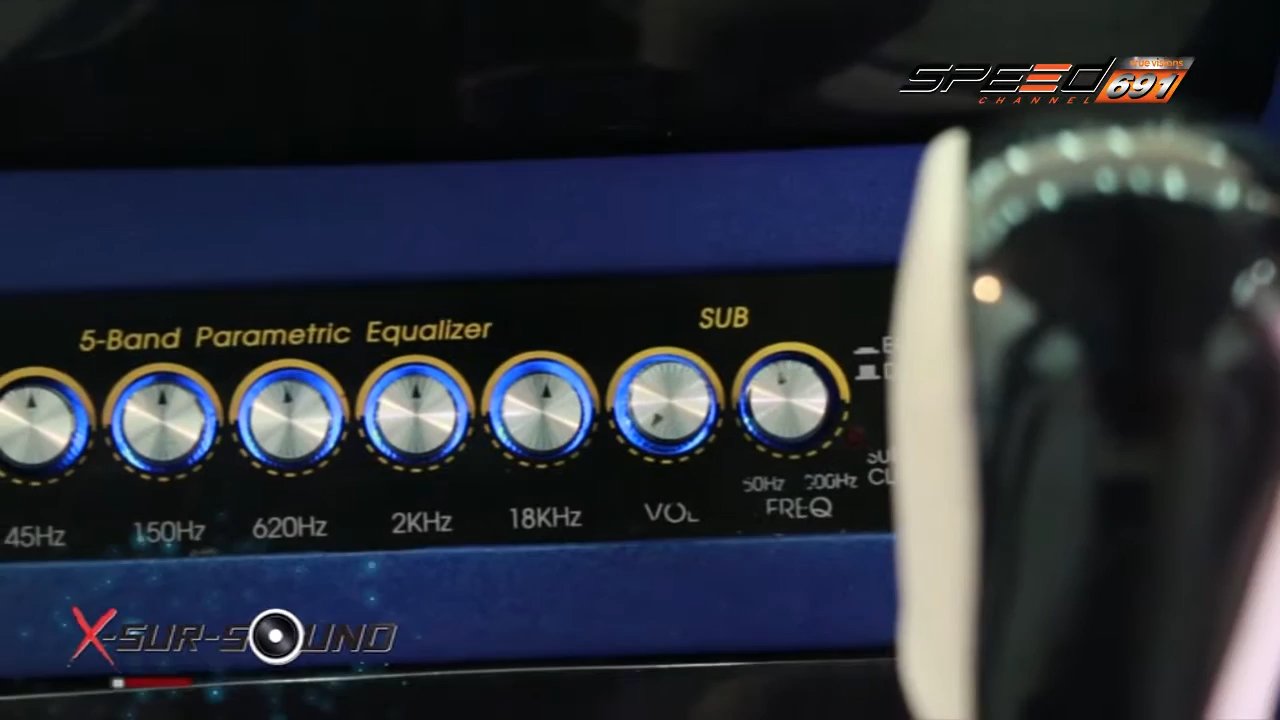 SPEED
CHANNEL
true visions
691
5-Band Parametric Equalizer
SUB
50Hz 200Hz
45Hz 150Hz 620Hz 2KHz 18KHz VOL FREQ
X-SUR-SOUND